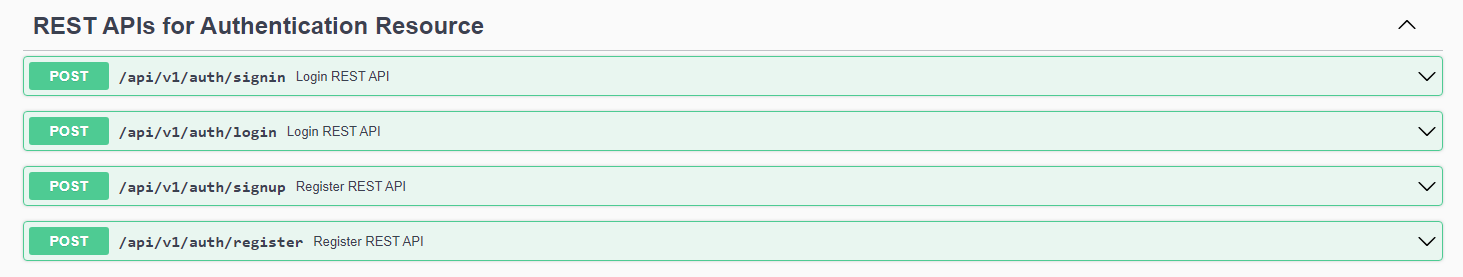 REST APIs for Authentication Resource
POST /api/v1/auth/signin Login REST API
POST /api/v1/auth/login Login REST API
POST /api/v1/auth/signup Register REST API
POST /api/v1/auth/register Register REST API